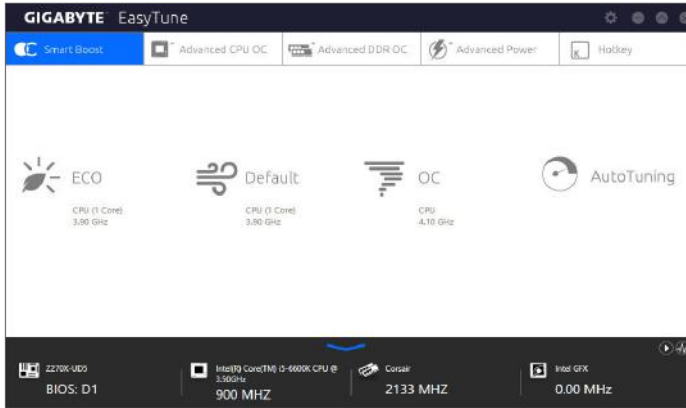 GIGABYTE™ EasyTune
Smart Boost
Advanced CPU OC
Advanced DDR OC
Advanced Power
K
Hotkey
ECO
CPU (1 Core)
3.90 GHz
Default
CPU (1 Core)
3.90 GHz
OC
CPU
4.10 GHz
AutoTuning
Z270X-UD5
BIOS: D1
Intel(R) Core(TM) i5-6600K CPU @
3.50GHz
900 MHZ
Corsair
2133 MHZ
Intel GFX
0.00 MHz